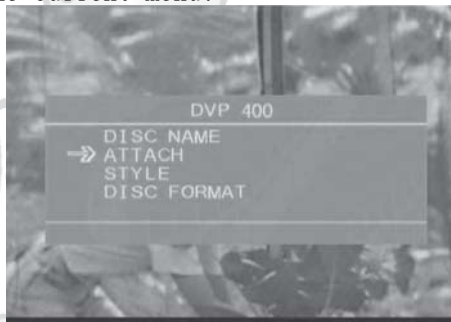 DVP 400
DISC NAME
ATTACH
STYLE
DISC FORMAT